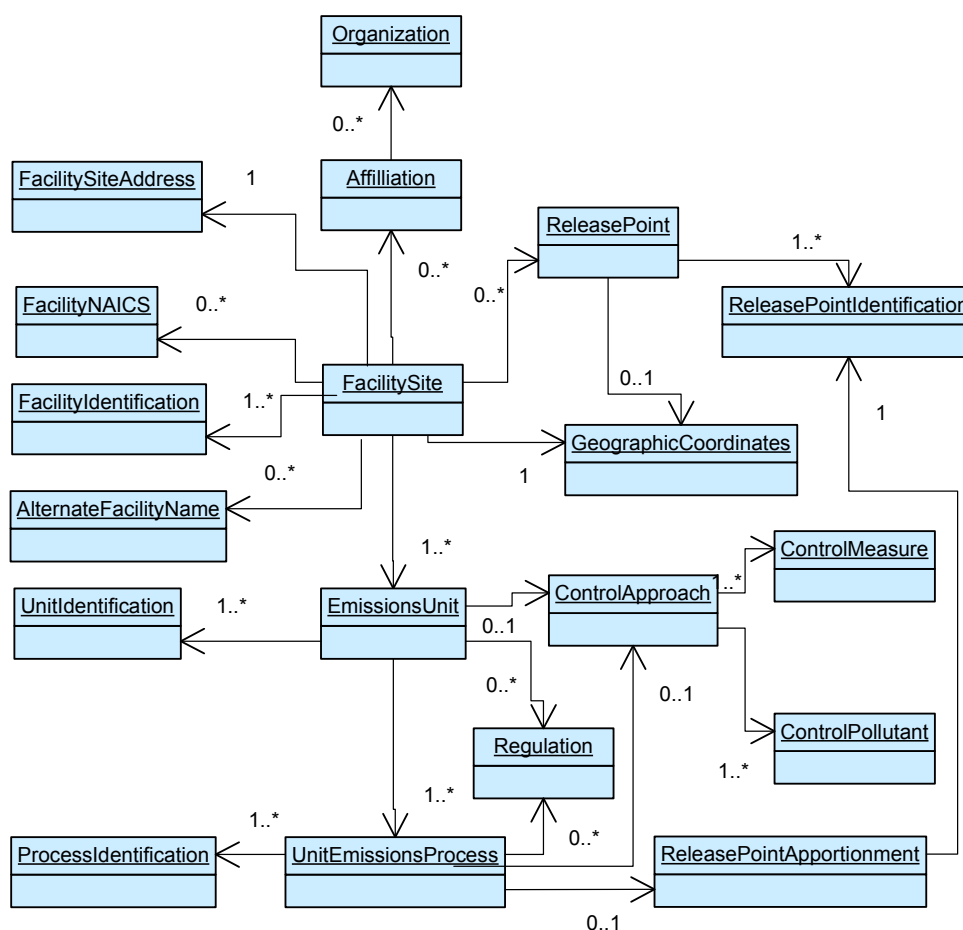 Organization
0..*
FacilitySiteAddress
1
Affilliation
ReleasePoint
1..*
0..*
0..*
FacilityNAICS
0..*
ReleasePointIdentification
FacilitySite
0..1
FacilityIdentification
1..*
1
GeographicCoordinates
0..*
1
AlternateFacilityName
1..*
ControlMeasure
UnitIdentification
1..*
EmissionsUnit
ControlApproach
1..*
0..1
0..*
0..1
Regulation
ControlPollutant
1..*
1..*
1..*
0..*
ProcessIdentification
UnitEmissionsProcess
ReleasePointApportionment
0..1